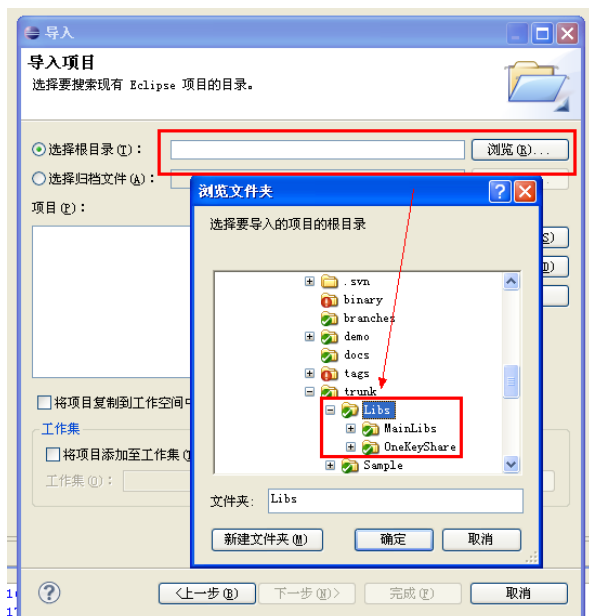 导入
导入项目
选择要搜索现有 Eclipse 项目的目录。
选择根目录(T)：
浏览(R)...
选择归档文件(A)：
项目(P)：
S)
D)
将项目复制到工作空间中
工作集
将项目添加至工作集(
工作集(O)：
浏览文件夹
选择要导入的项目的根目录
.svn
binary
branches
demo
docs
tags
trunk
Libs
MainLibs
OneKeyShare
Sample
文件夹:
Libs
新建文件夹(M)
确定
取消
<上一步(B)
下一步(N)>
完成(F)
取消
16
17